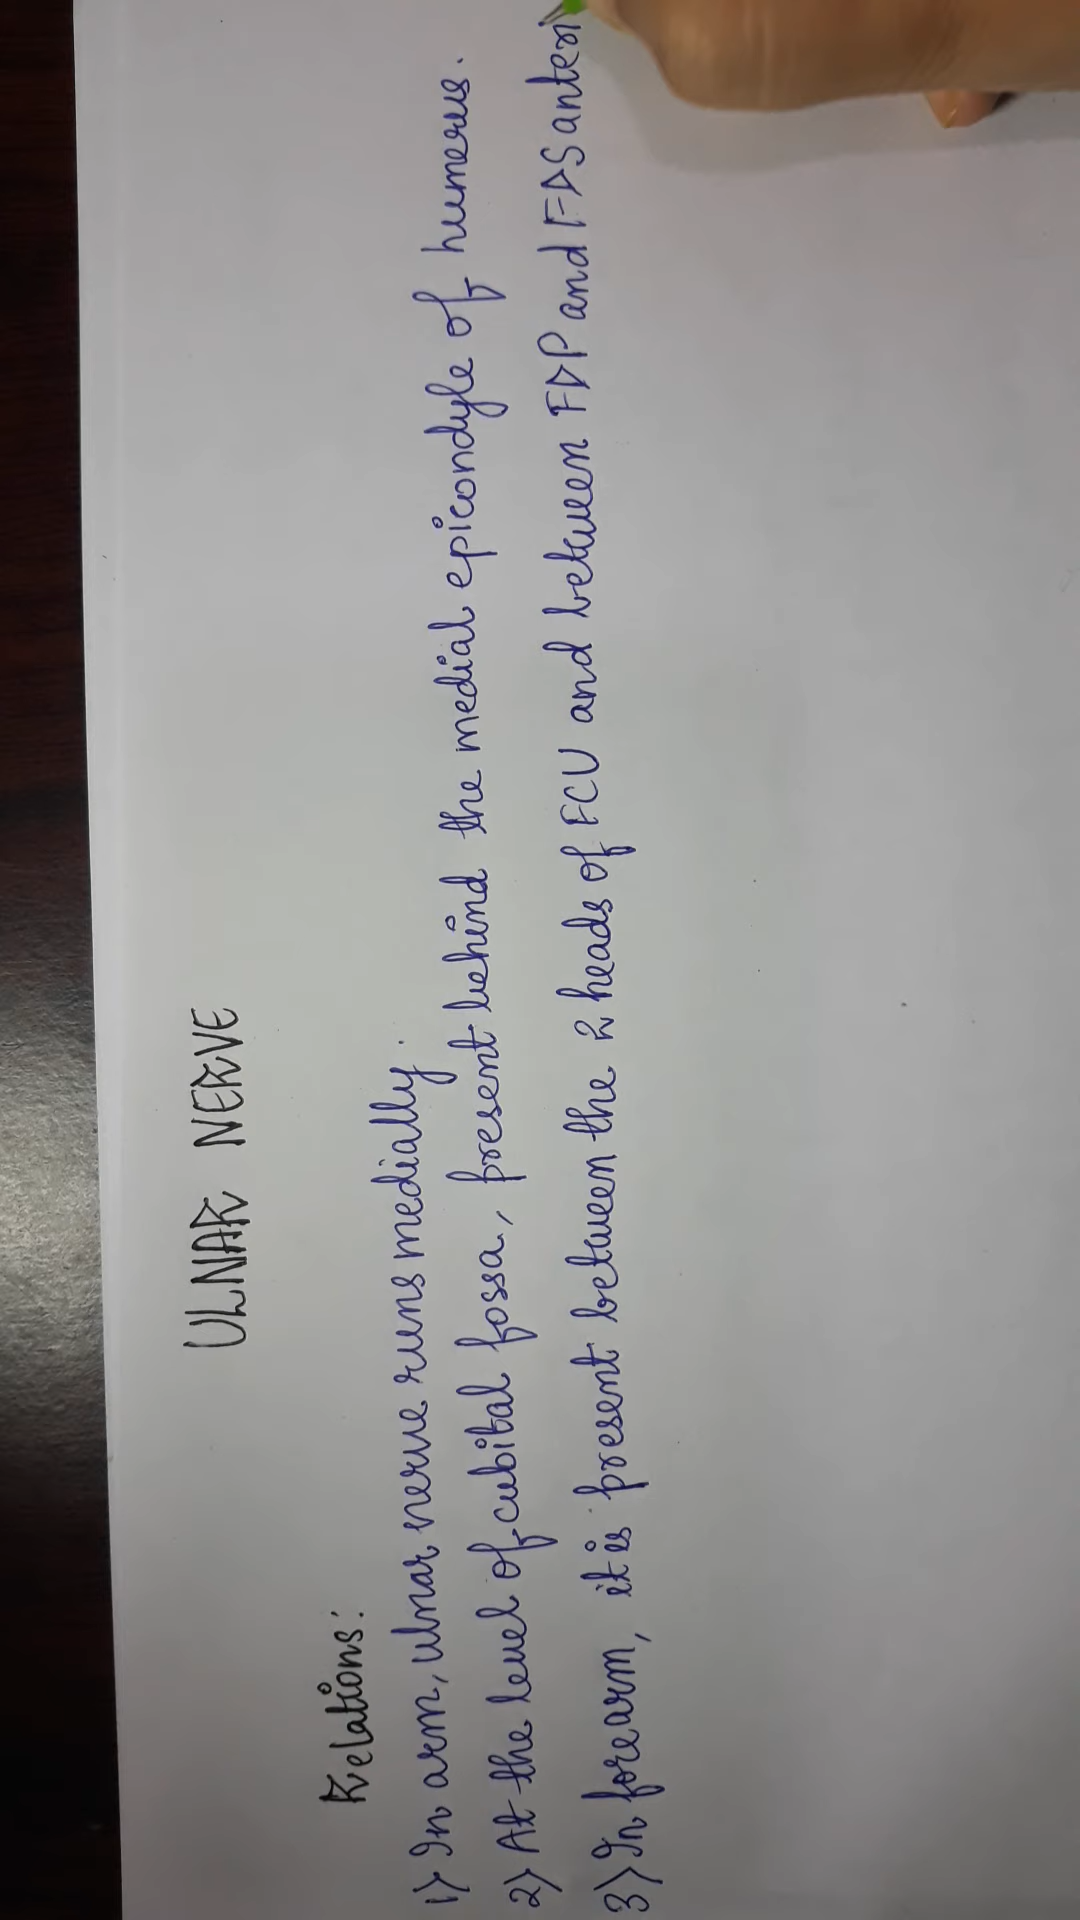 ULNAR NERVE
Relations:
1) In arm, ulnar nerve runs medially.
2) At the level of cubital fossa, present behind the medial epicondyle of humerus.
3) In forearm, it is present between the 2 heads of FCU and between FDP and FDS anteri